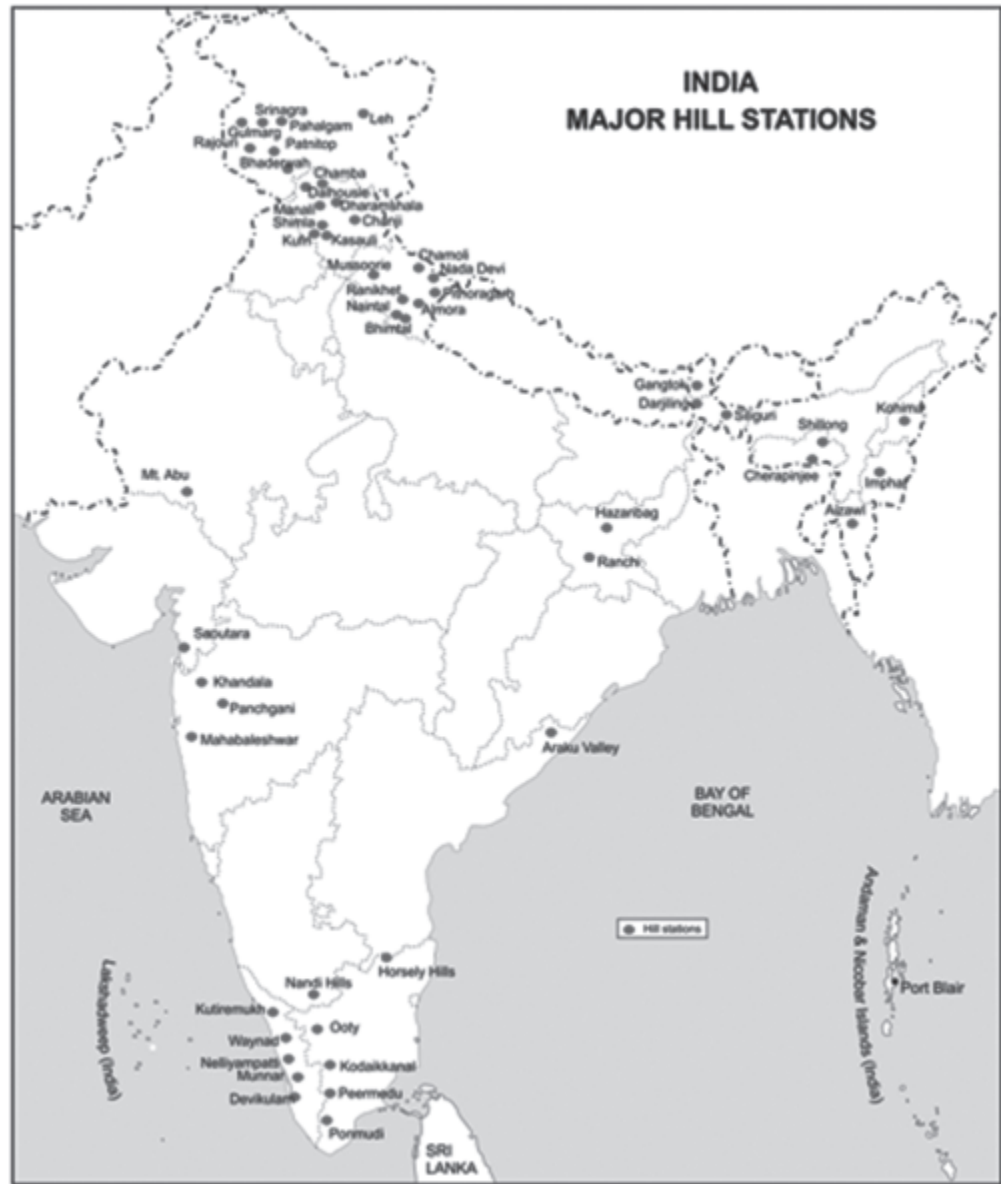 INDIA
MAJOR HILL STATIONS
Srinagra
Leh
Pahalgam
Gulmarg
Rajouri
Patnitop
Bhaderwah
Chamba
Dalhousie
Manali
Dharamshala
Shimla
Kufri
Kasauli
Chamoli
Mussoorie
Nada Devi
Ranikhet
Naintal
Almora
Bhimtal
Gangtok
Darjiling
Siliguri
Kohima
Shillong
Cherapinjee
Imphal
Mt. Abu
Aizawl
Hazaribag
Ranchi
Saputara
Khandala
Panchgani
Mahabaleshwar
Araku Valley
ARABIAN
SEA
BAY OF
BENGAL
Hill stations
Andaman & Nicobar Islands (India)
Port Blair
Lakshadweep (India)
Horsely Hills
Nandi Hills
Kutiremukh
Ooty
Waynad
Nelliyampatti
Kodaikkanal
Munnar
Devikulam
Peermedu
Ponmudi
SRI
LANKA